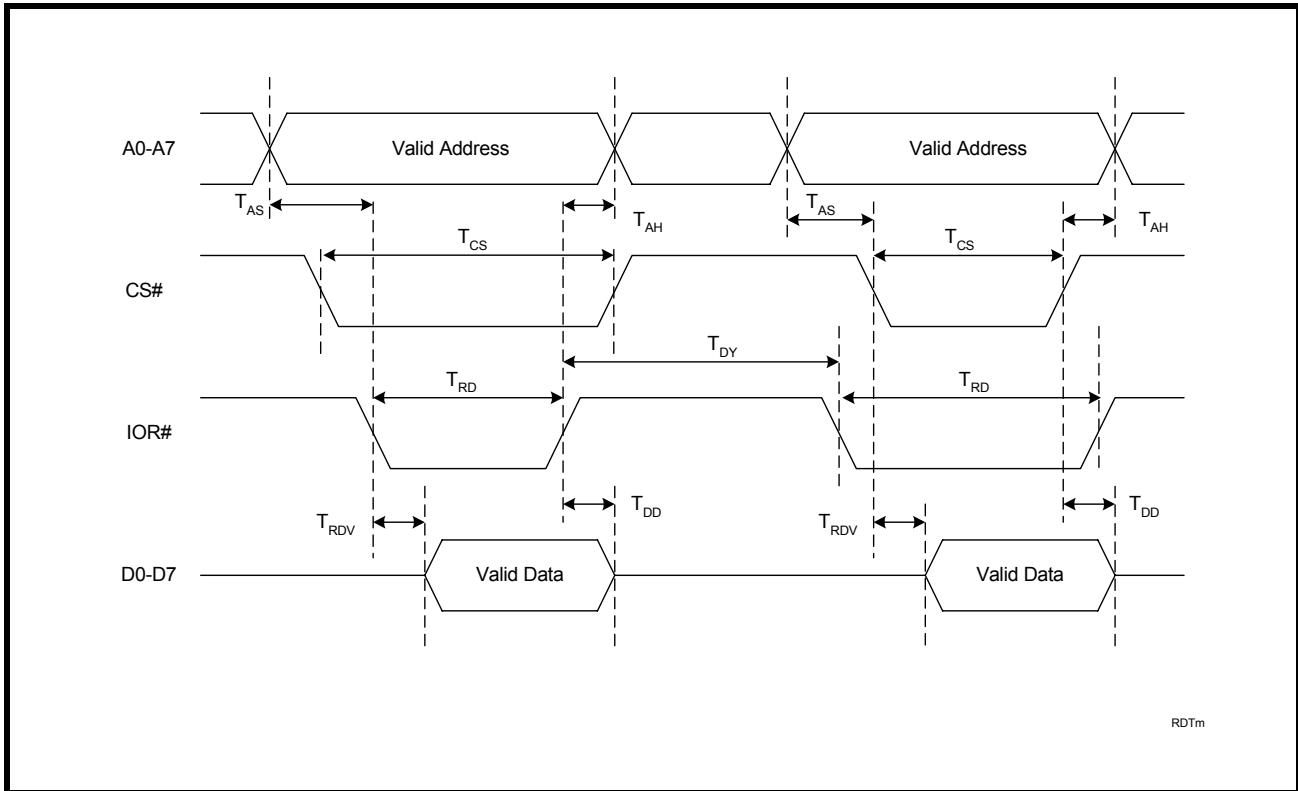 A0-A7
Valid Address
Valid Address
TAS
TAH
TAS
TAH
TCS
TCS
CS#
TDY
TRD
TRD
IOR#
TRDV
TDD
TRDV
TDD
D0-D7
Valid Data
Valid Data
RDTm